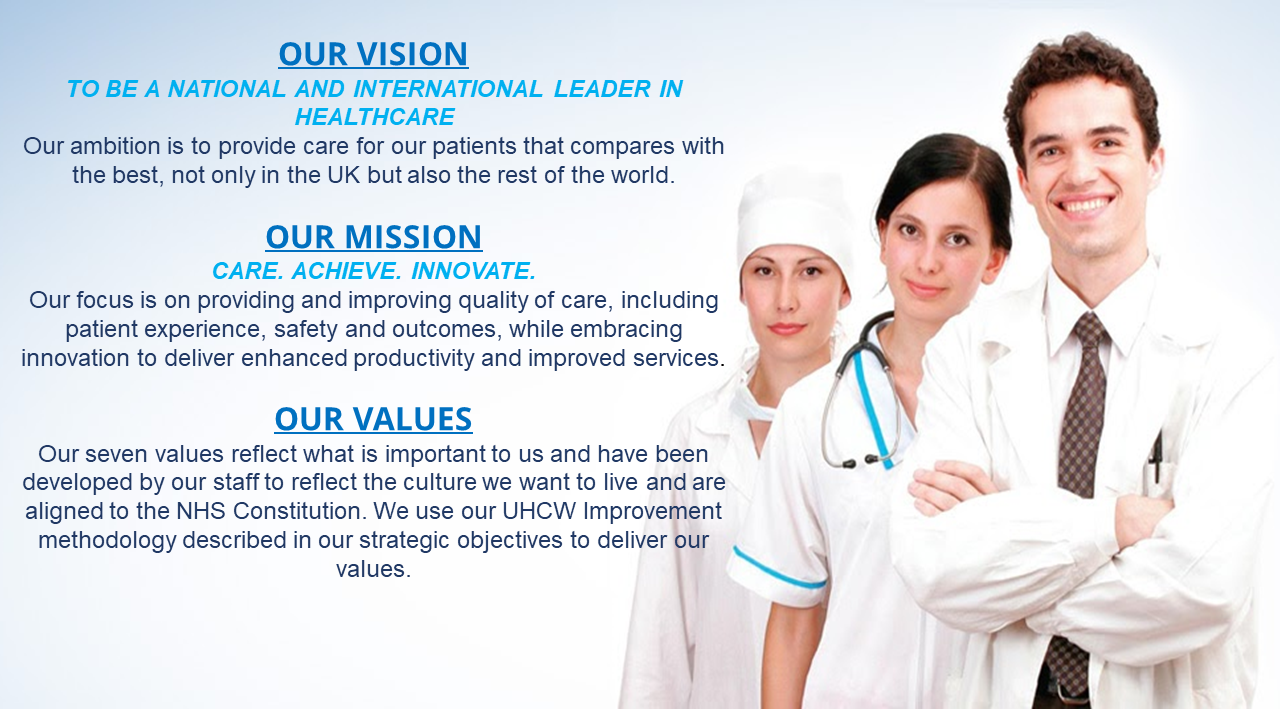 OUR VISION
TO BE A NATIONAL AND INTERNATIONAL LEADER IN
HEALTHCARE
Our ambition is to provide care for our patients that compares with
the best, not only in the UK but also the rest of the world.
OUR MISSION
CARE. ACHIEVE. INNOVATE.
Our focus is on providing and improving quality of care, including
patient experience, safety and outcomes, while embracing
innovation to deliver enhanced productivity and improved services.
OUR VALUES
Our seven values reflect what is important to us and have been
developed by our staff to reflect the culture we want to live and are
aligned to the NHS Constitution. We use our UHCW Improvement
methodology described in our strategic objectives to deliver our
values.